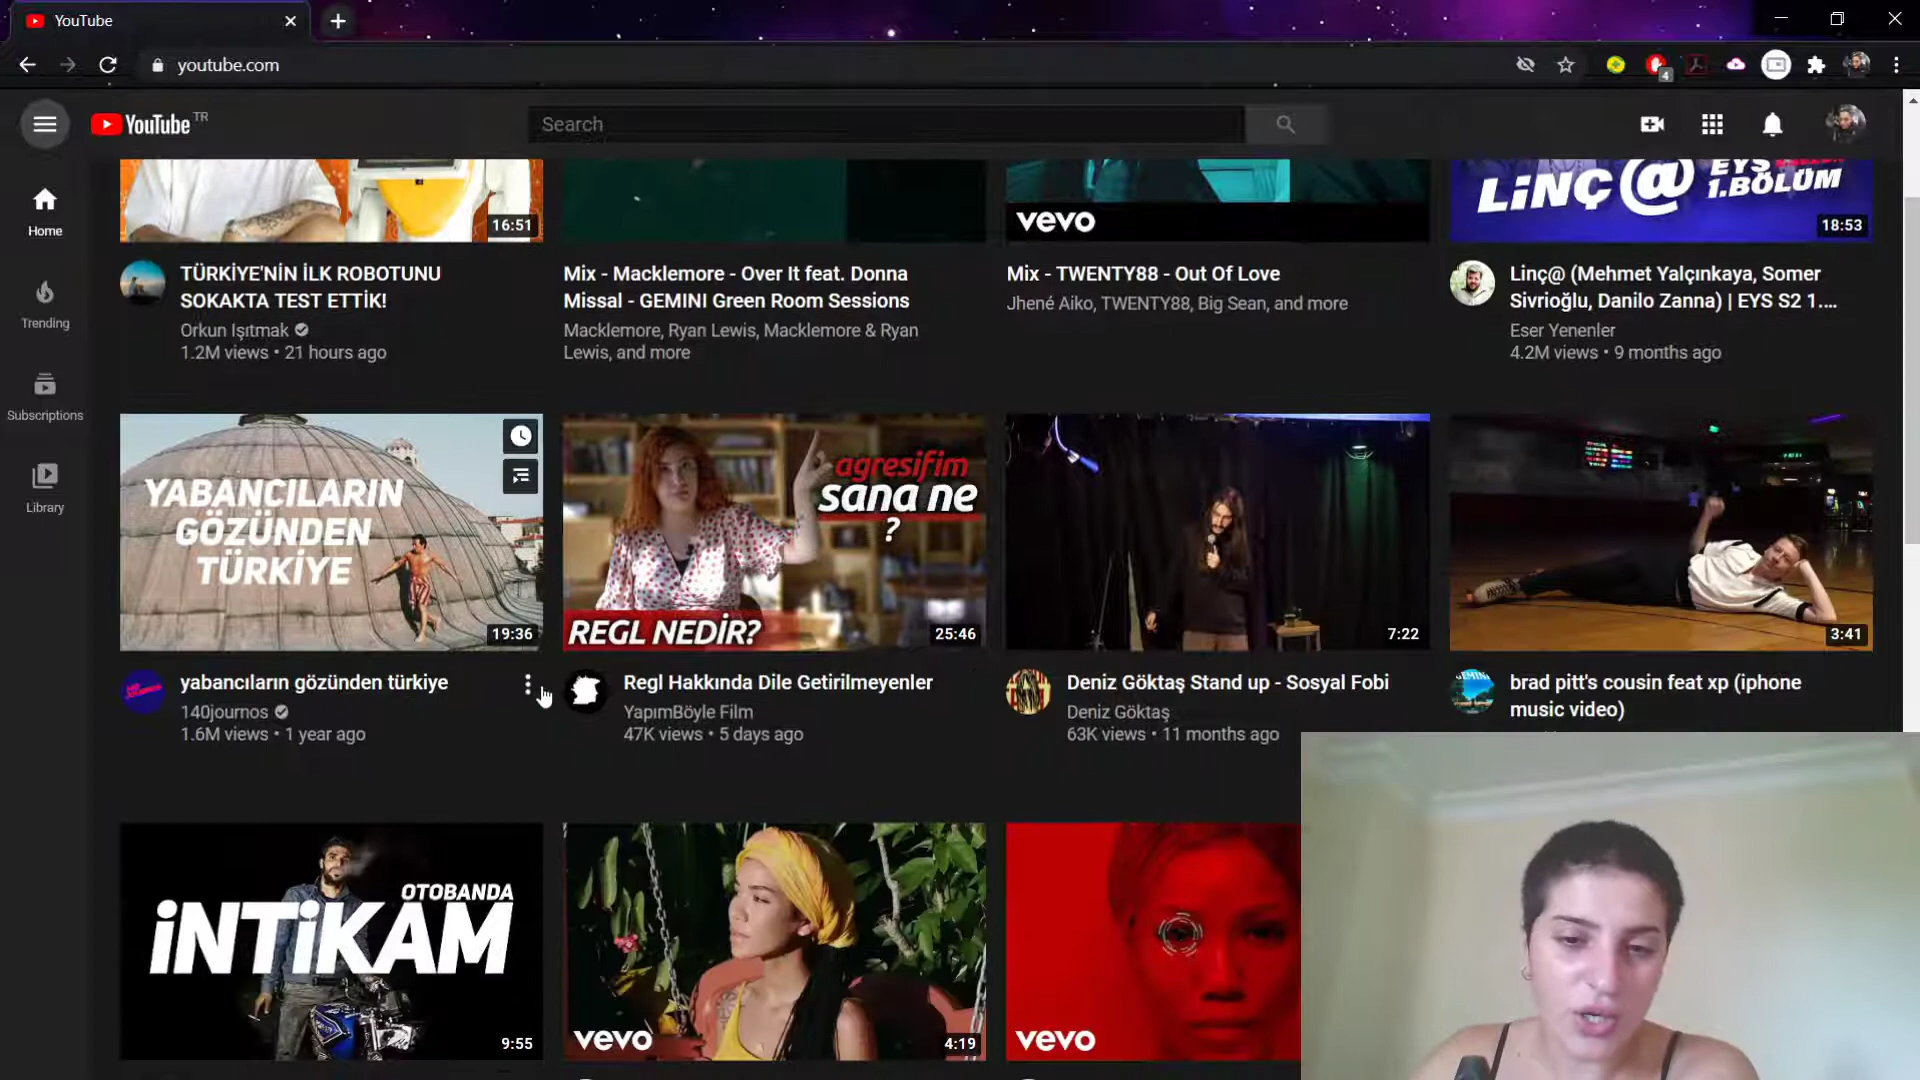 YouTube
youtube.com
4
YouTube TR
Search
Home
Trending
Subscriptions
Library
16:51
vevo
LİNÇ@ EYS
1.BÖLÜM
18:53
TÜRKİYE'NİN İLK ROBOTUNU
SOKAKTA TEST ETTİK!
Orkun Işıtmak
1.2M views • 21 hours ago
Mix - Macklemore - Over It feat. Donna
Missal - GEMINI Green Room Sessions
Macklemore, Ryan Lewis, Macklemore & Ryan
Lewis, and more
Mix - TWENTY88 - Out Of Love
Jhené Aiko, TWENTY88, Big Sean, and more
Linç@ (Mehmet Yalçınkaya, Somer
Sivrioğlu, Danilo Zanna) | EYS S2 1....
Eser Yenenler
4.2M views • 9 months ago
YABANCILARIN
GÖZÜNDEN
TÜRKİYE
19:36
agresifim
sana ne
?
REGL NEDİR?
25:46
7:22
3:41
yabancıların gözünden türkiye
140journos
1.6M views • 1 year ago
Regl Hakkında Dile Getirilmeyenler
YapımBöyle Film
47K views • 5 days ago
Deniz Göktaş Stand up - Sosyal Fobi
Deniz Göktaş
63K views • 11 months ago
GEMINI
brad pitt's cousin feat xp (iphone
music video)
OTOBANDA
İNTİKAM
9:55
vevo
4:19
vevo